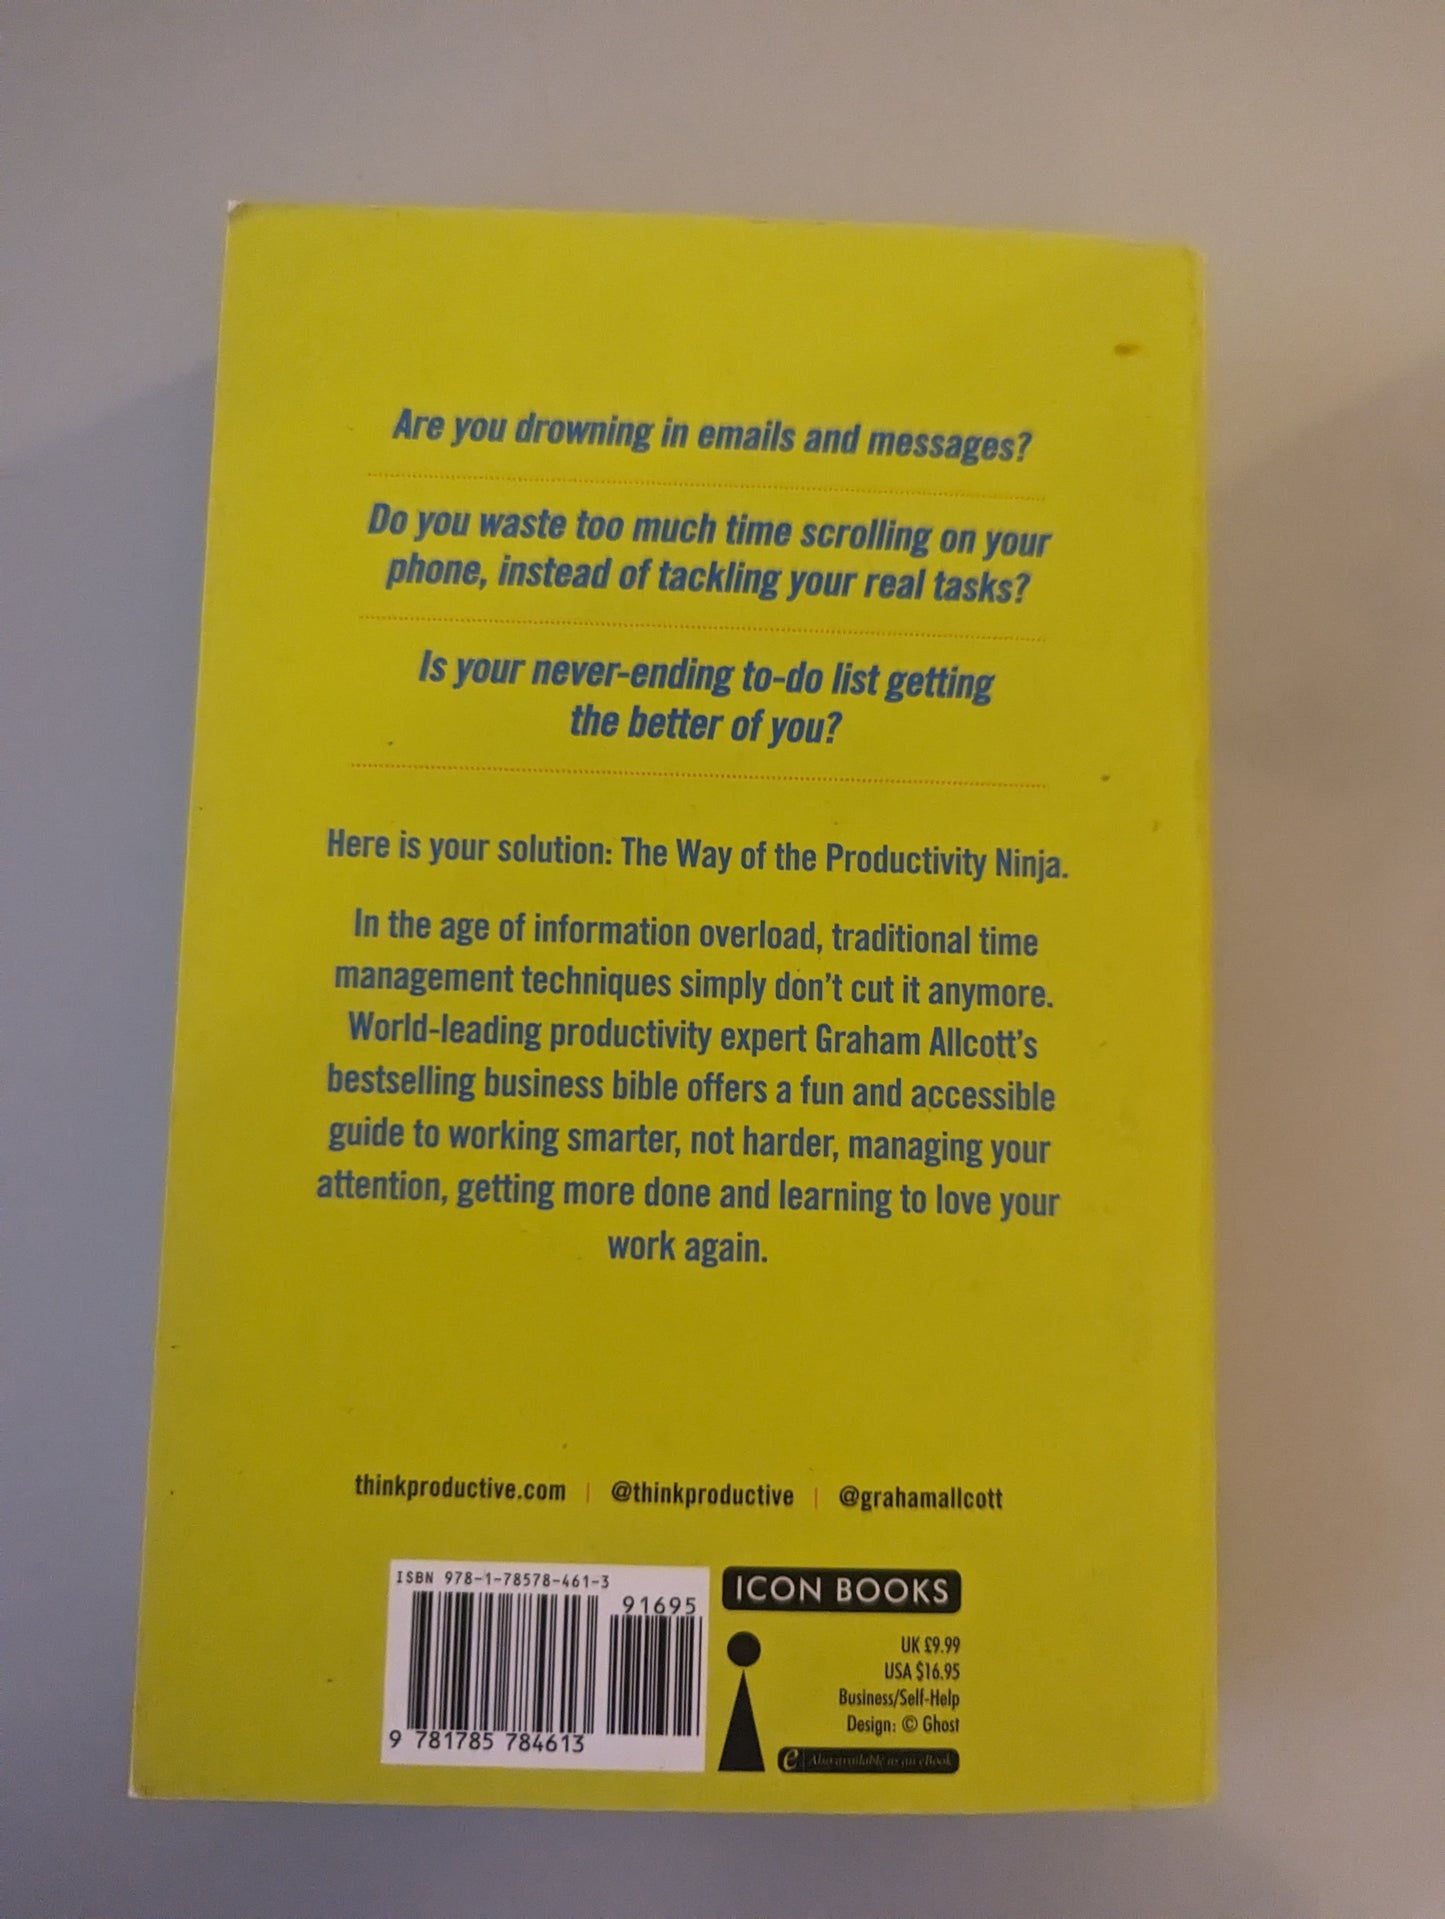 Are you drowning in emails and messages?
Do you waste too much time scrolling on your
phone, instead of tackling your real tasks?
Is your never-ending to-do list getting
the better of you?
Here is your solution: The Way of the Productivity Ninja.
In the age of information overload, traditional time
management techniques simply don't cut it anymore.
World-leading productivity expert Graham Allcott's
bestselling business bible offers a fun and accessible
guide to working smarter, not harder, managing your
attention, getting more done and learning to love your
work again.
thinkproductive.com | @thinkproductive | @grahamallcott
ISBN 978-1-78578-461-3
91695
9 781785 784613
ICON BOOKS
UK £9.99
USA $16.95
Business/Self-Help
Design: © Ghost
e Also available as an eBook